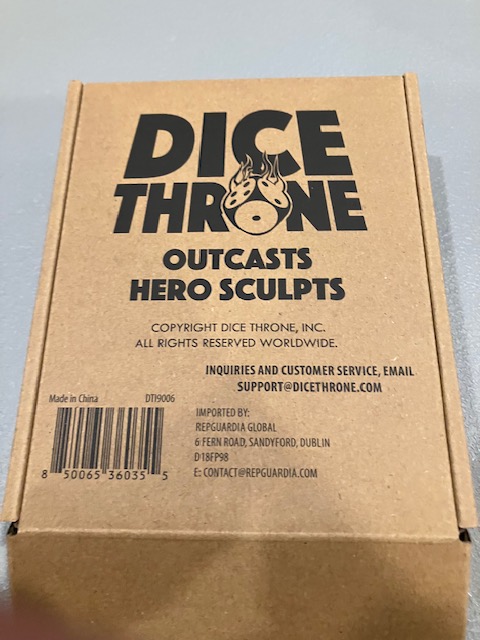 DICE
THRONE
OUTCASTS
HERO SCULPTS
COPYRIGHT DICE THRONE, INC.
ALL RIGHTS RESERVED WORLDWIDE.
INQUIRIES AND CUSTOMER SERVICE, EMAIL
SUPPORT@DICETHRONE.COM
Made in China DTI9006
8 50065 36035 5
IMPORTED BY:
REPGUARDIA GLOBAL
6 FERN ROAD, SANDYFORD, DUBLIN
D18FP98
E: CONTACT@REPGUARDIA.COM